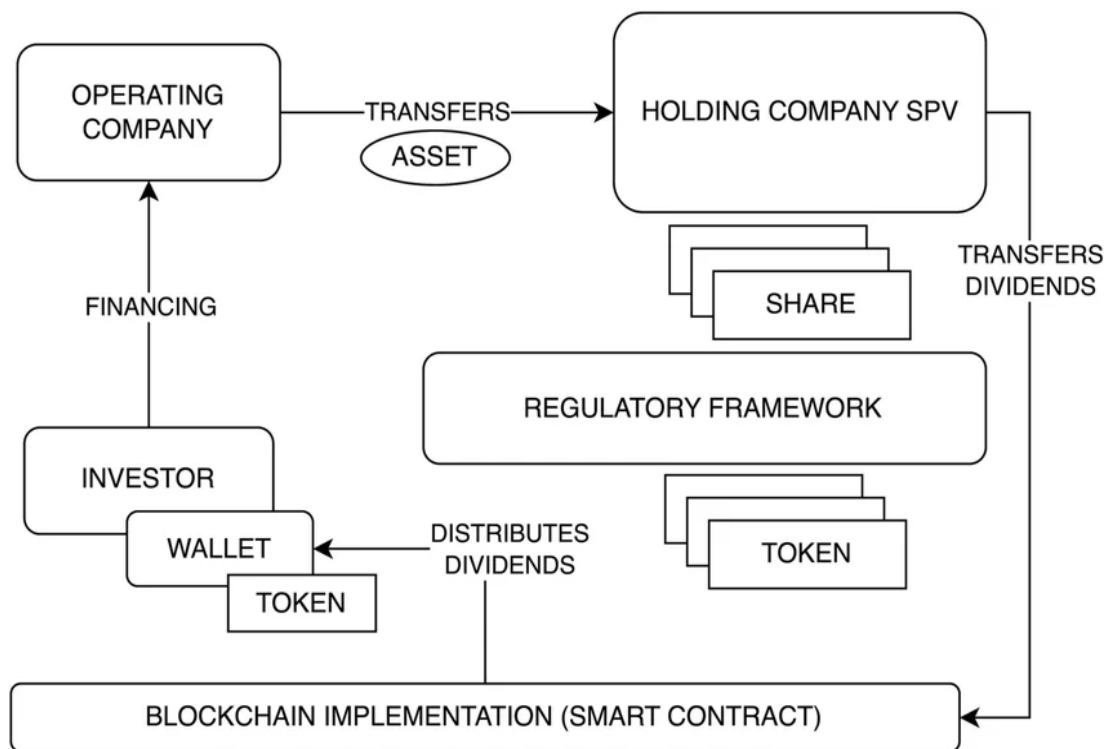 OPERATING
COMPANY
TRANSFERS
ASSET
HOLDING COMPANY SPV
TRANSFERS
DIVIDENDS
SHARE
FINANCING
REGULATORY FRAMEWORK
INVESTOR
WALLET
TOKEN
DISTRIBUTES
DIVIDENDS
TOKEN
BLOCKCHAIN IMPLEMENTATION (SMART CONTRACT)